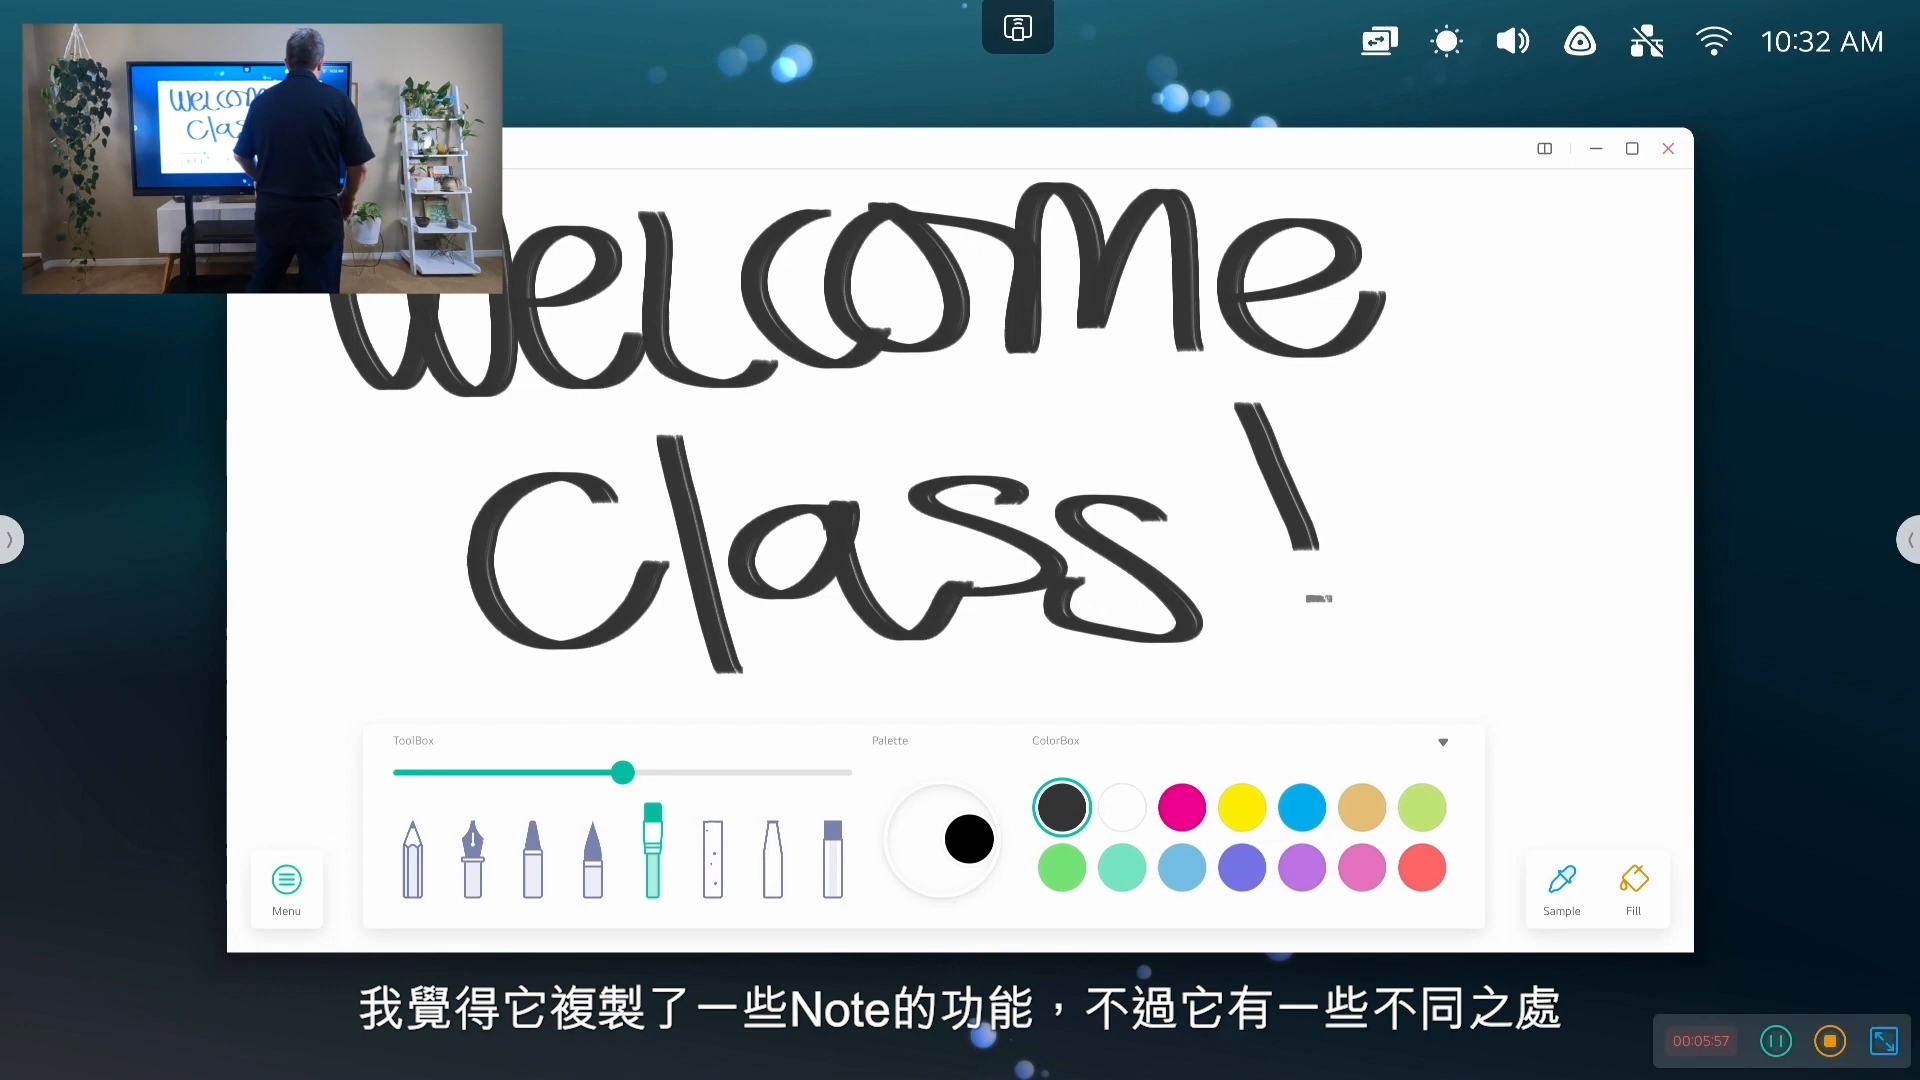 10:32 AM
Welcome
Class!
ToolBox
Palette
ColorBox
Menu
Sample
Fill
我覺得它複製了一些Note的功能，不過它有一些不同之處
00:05:57